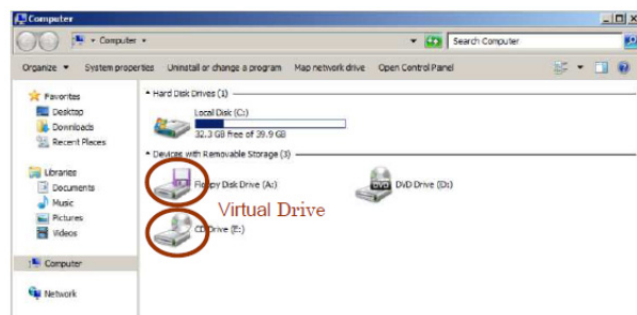 Computer
Computer
Search Computer
Organize
System properties
Uninstall or change a program
Map network drive
Open Control Panel
Favorites
Desktop
Downloads
Recent Places
Libraries
Documents
Music
Pictures
Videos
Computer
Network
Hard Disk Drives (1)
Local Disk (C:)
32.3 GB free of 39.9 GB
Devices with Removable Storage (3)
Floppy Disk Drive (A:)
DVD Drive (D:)
Virtual Drive
CD Drive (E:)